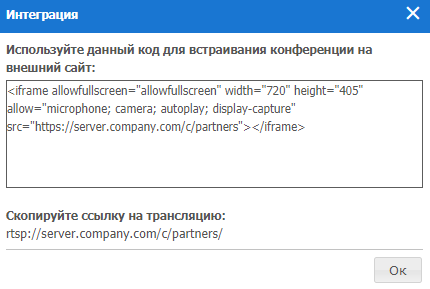 Интеграция
Используйте данный код для встраивания конференции на
внешний сайт:
<iframe allowfullscreen="allowfullscreen" width="720" height="405"
allow="microphone; camera; autoplay; display-capture"
src="https://server.company.com/c/partners"></iframe>
Скопируйте ссылку на трансляцию:
rtsp://server.company.com/c/partners/
Ок